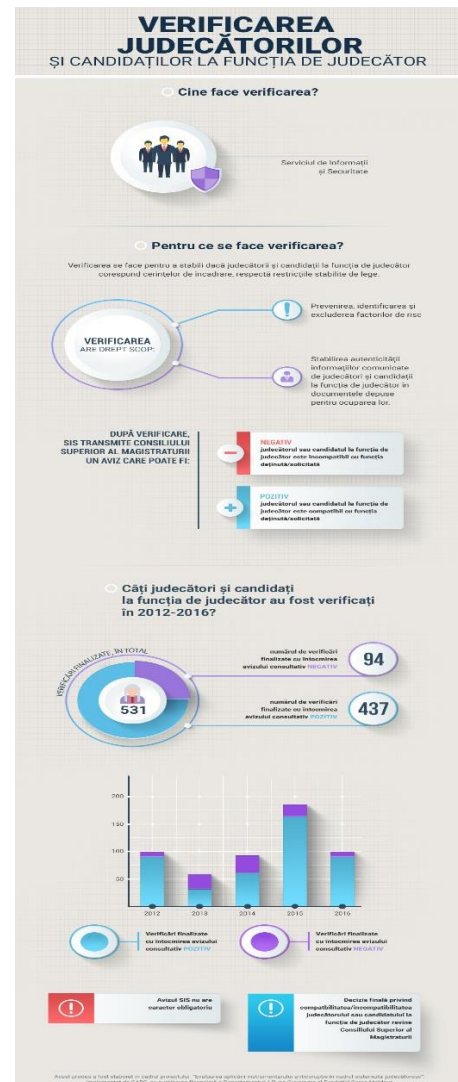 VERIFICAREA
JUDECĂTORILOR
ȘI CANDIDAȚILOR LA FUNCȚIA DE JUDECĂTOR
Cine face verificarea?
Serviciul de Informații
și Securitate
Pentru ce se face verificarea?
Verificarea se face pentru a stabili dacă judecătorii și candidații la funcția de judecător
corespund cerințelor de încadrare, respectă restricțiile stabilite de lege.
VERIFICAREA
ARE DREPT SCOP:
Prevenirea, identificarea și
excluderea factorilor de risc
Stabilirea autenticității
informațiilor comunicate
de judecători și candidații
la funcția de judecător în
documentele depuse
pentru ocuparea lor.
DUPĂ VERIFICARE,
SIS TRANSMITE CONSILIULUI
SUPERIOR AL MAGISTRATURII
UN AVIZ CARE POATE FI:
NEGATIV
judecătorul sau candidatul la funcția de
judecător este incompatibil cu funcția
deținută/solicitată
POZITIV
judecătorul sau candidatul la funcția de
judecător este compatibil cu funcția
deținută/solicitată
Câți judecători și candidați
la funcția de judecător au fost verificați
în 2012-2016?
VERIFICĂRI FINALIZATE, ÎN TOTAL
531
numărul de verificări
finalizate cu întocmirea
avizului consultativ NEGATIV
94
numărul de verificări
finalizate cu întocmirea
avizului consultativ POZITIV
437
200
150
100
50
2012 2013 2014 2015 2016
Verificări finalizate
cu întocmirea avizului
consultativ POZITIV
Verificări finalizate
cu întocmirea avizului
consultativ NEGATIV
Avizul SIS nu are
caracter obligatoriu
Decizie finală privind
compatibilitatea/incompatibilitatea
judecătorului sau candidatului la
funcția de judecător revine
Consiliului Superior al
Magistraturii